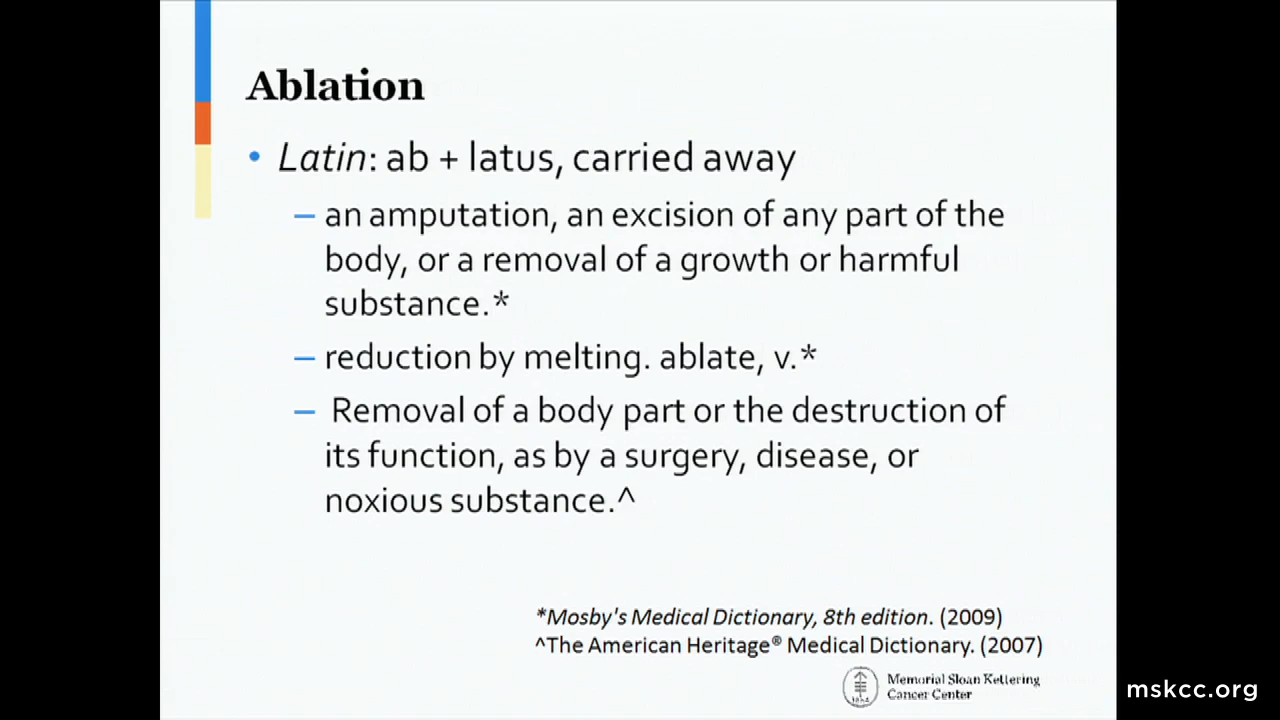 Ablation
• Latin: ab + latus, carried away
– an amputation, an excision of any part of the
body, or a removal of a growth or harmful
substance.*
– reduction by melting. ablate, v.*
– Removal of a body part or the destruction of
its function, as by a surgery, disease, or
noxious substance.^
*Mosby's Medical Dictionary, 8th edition. (2009)
^The American Heritage® Medical Dictionary. (2007)
Memorial Sloan Kettering
Cancer Center
mskcc.org